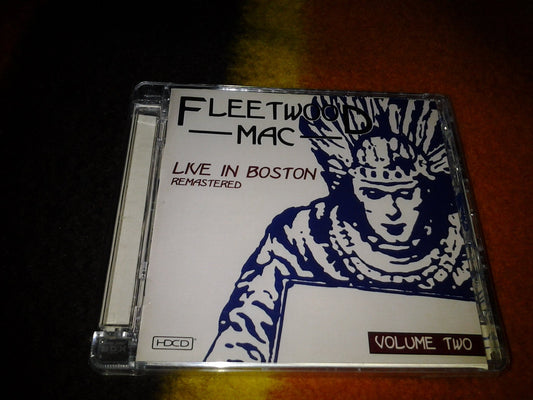 FLEETWOOD
MAC
LIVE IN BOSTON
REMASTERED
HDCD
VOLUME TWO